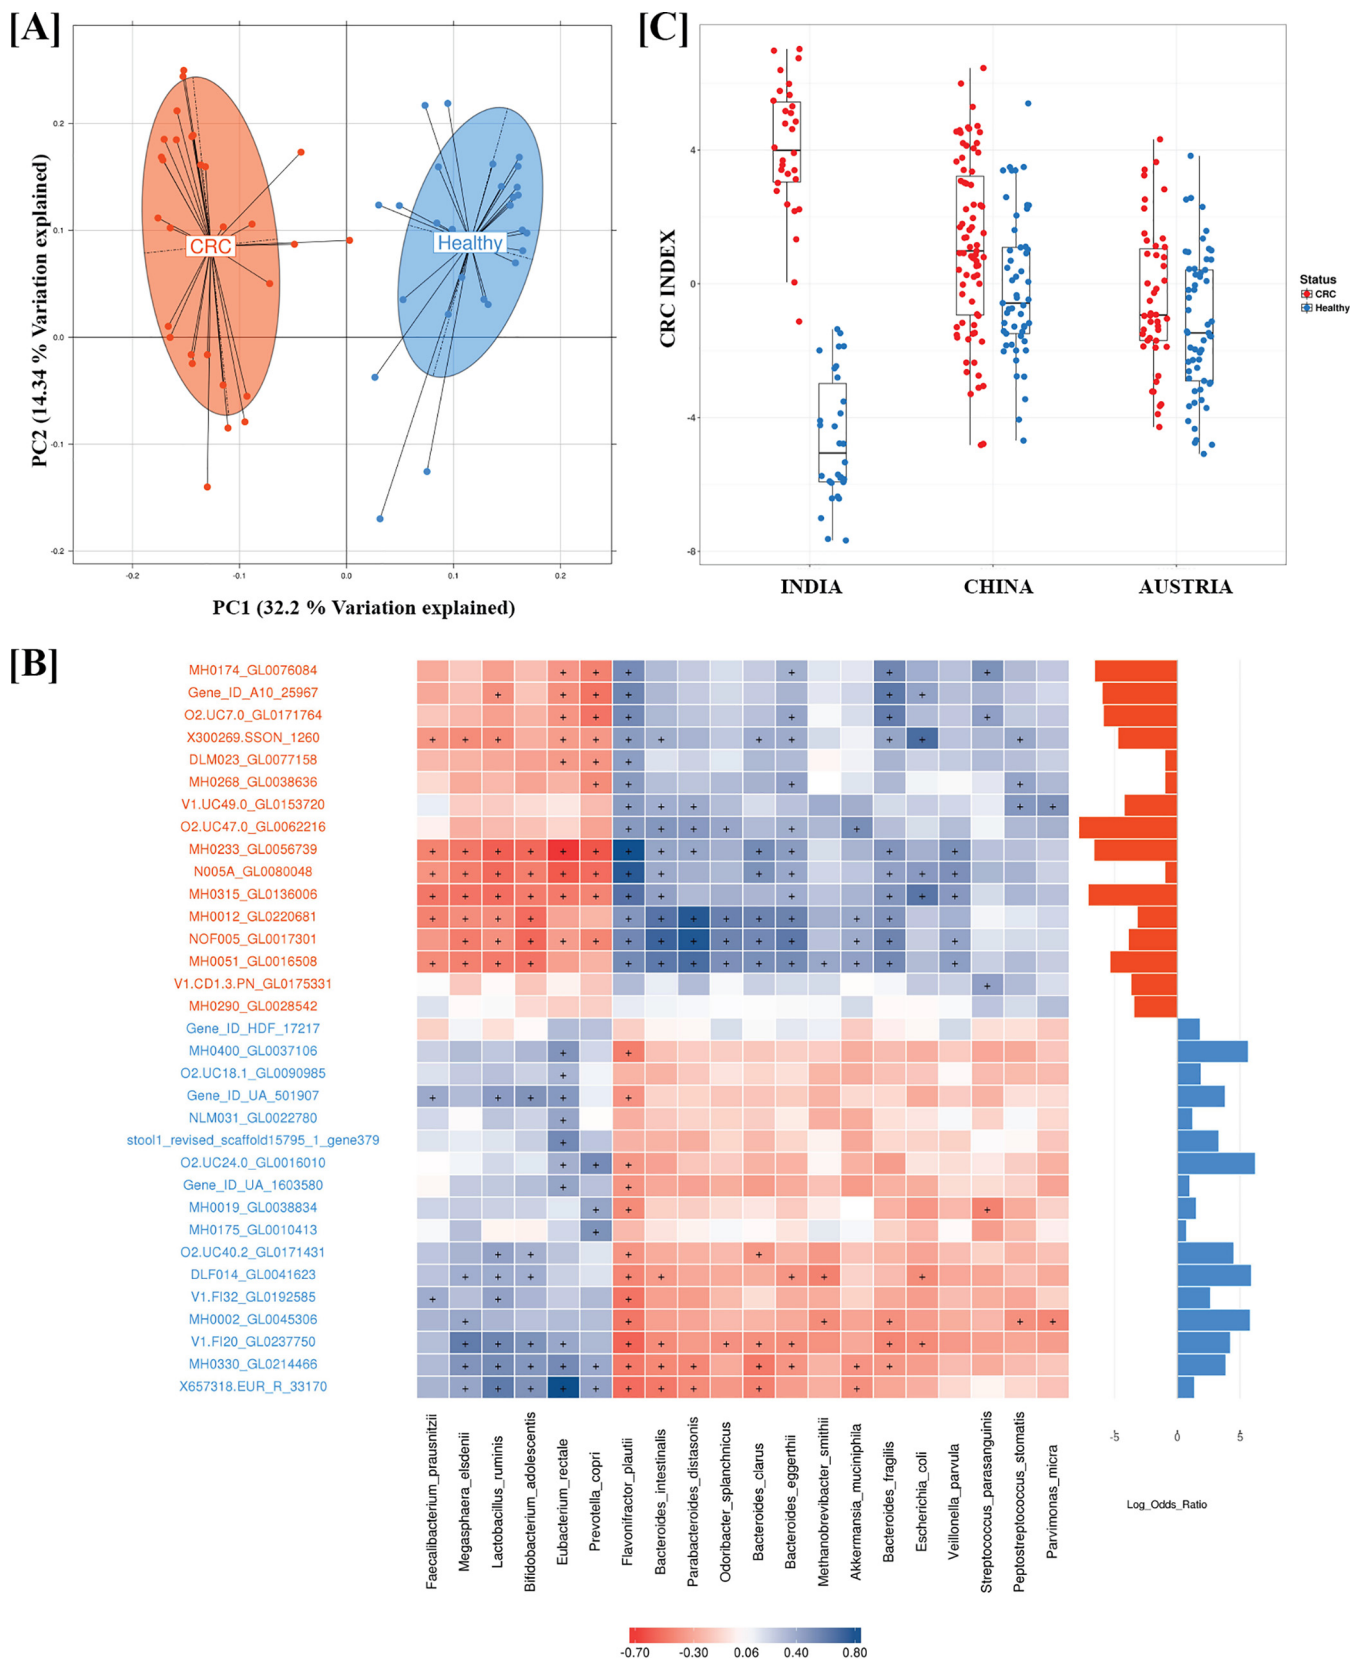 [A]
0.2
0.1
0.0
-0.1
-0.2
-0.2
-0.1
0.0
0.1
0.2
CRC
Healthy
PC2 (14.34 % Variation explained)
PC1 (32.2 % Variation explained)
[C]
4
0
-4
-8
CRC INDEX
INDIA
CHINA
AUSTRIA
Status
CRC
Healthy
[B]
MH0174_GL0076084
Gene_ID_A10_25967
O2.UC7.0_GL0171764
X300269.SSON_1260
DLM023_GL0077158
MH0268_GL0038636
V1.UC49.0_GL0153720
O2.UC47.0_GL0062216
MH0233_GL0056739
N005A_GL0080048
MH0315_GL0136006
MH0012_GL0220681
NOF005_GL0017301
MH0051_GL0016508
V1.CD1.3.PN_GL0175331
MH0290_GL0028542
Gene_ID_HDF_17217
MH0400_GL0037106
O2.UC18.1_GL0090985
Gene_ID_UA_501907
NLM031_GL0022780
stool1_revised_scaffold15795_1_gene379
O2.UC24.0_GL0016010
Gene_ID_UA_1603580
MH0019_GL0038834
MH0175_GL0010413
O2.UC40.2_GL0171431
DLF014_GL0041623
V1.FI32_GL0192585
MH0002_GL0045306
V1.FI20_GL0237750
MH0330_GL0214466
X657318.EUR_R_33170
Faecalibacterium_prausnitzii
Megasphaera_elsdenii
Lactobacillus_ruminis
Bifidobacterium_adolescentis
Eubacterium_rectale
Prevotella_copri
Flavonifractor_plautii
Bacteroides_intestinalis
Parabacteroides_distasonis
Odoribacter_splanchnicus
Bacteroides_clarus
Bacteroides_eggerthii
Methanobrevibacter_smithii
Akkermansia_muciniphila
Bacteroides_fragilis
Escherichia_coli
Veillonella_parvula
Streptococcus_parasanguinis
Peptostreptococcus_stomatis
Parvimonas_micra
-5
0
5
Log_Odds_Ratio
-0.70
-0.30
0.06
0.40
0.80